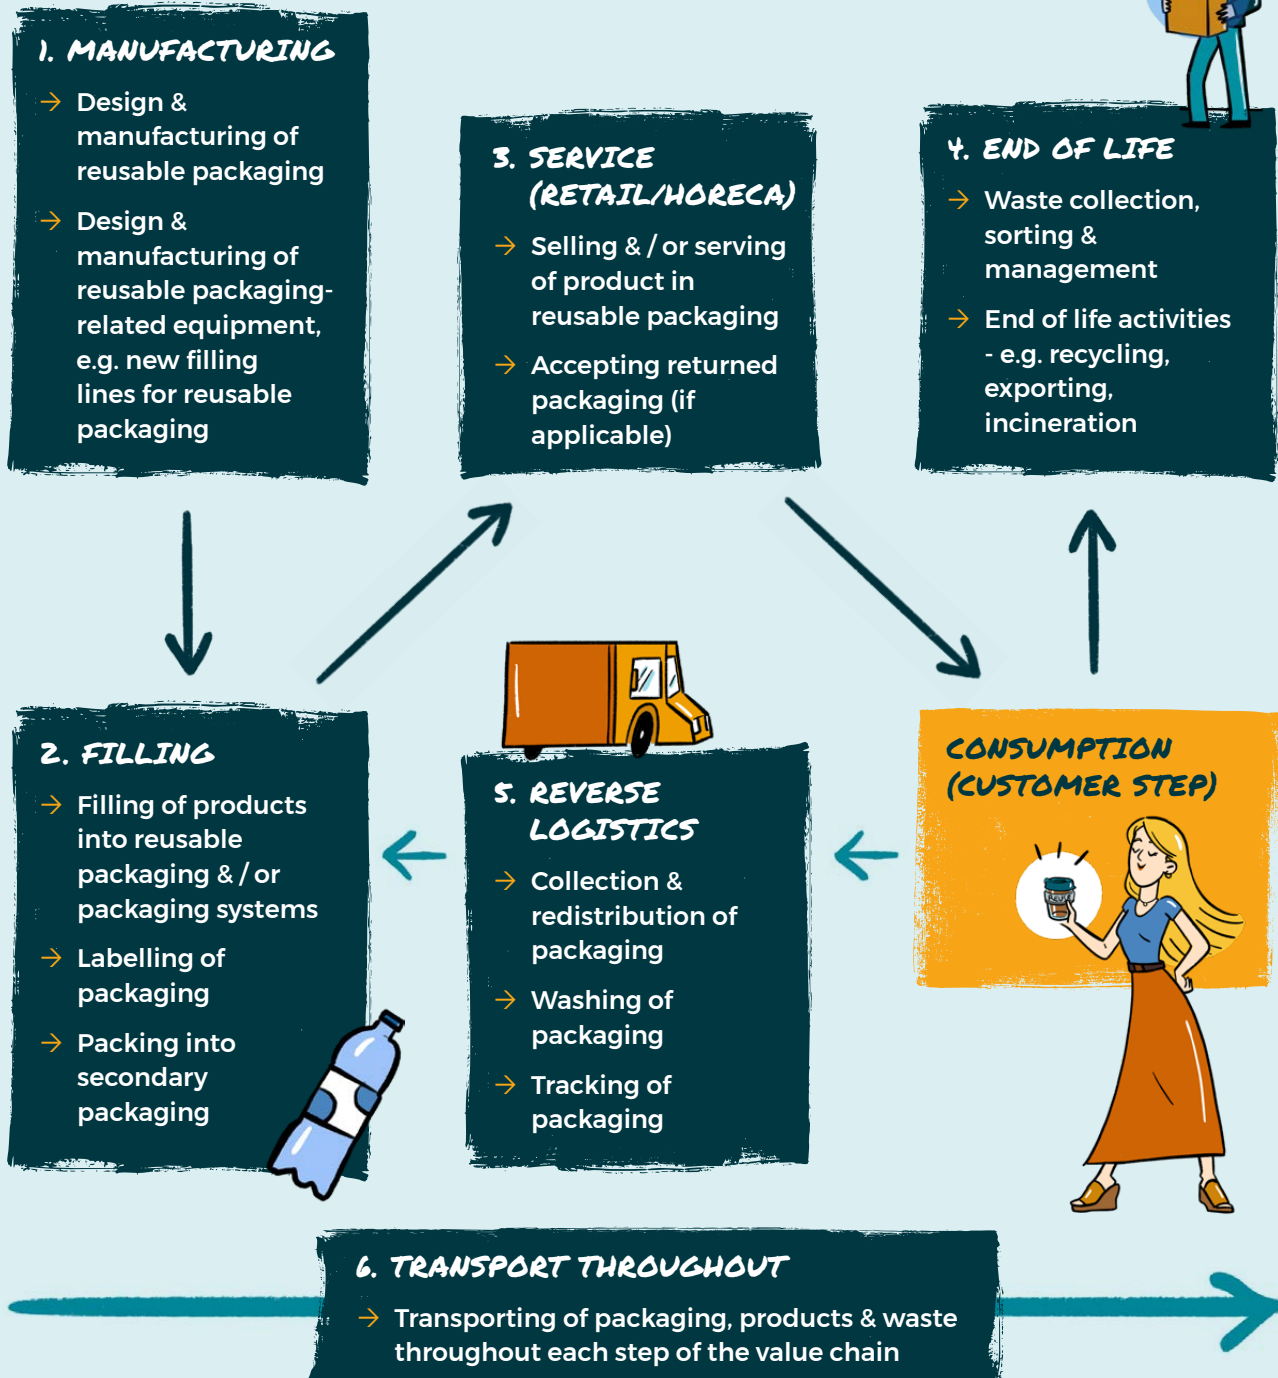 1. MANUFACTURING
→ Design &
manufacturing of
reusable packaging
→ Design &
manufacturing of
reusable packaging-
related equipment,
e.g. new filling
lines for reusable
packaging
3. SERVICE
(RETAIL/HORECA)
→ Selling & / or serving
of product in
reusable packaging
→ Accepting returned
packaging (if
applicable)
4. END OF LIFE
→ Waste collection,
sorting &
management
→ End of life activities
- e.g. recycling,
exporting,
incineration
2. FILLING
→ Filling of products
into reusable
packaging & / or
packaging systems
→ Labelling of
packaging
→ Packing into
secondary
packaging
5. REVERSE
LOGISTICS
→ Collection &
redistribution of
packaging
→ Washing of
packaging
→ Tracking of
packaging
CONSUMPTION
(CUSTOMER STEP)
REUSE
6. TRANSPORT THROUGHOUT
→ Transporting of packaging, products & waste
throughout each step of the value chain